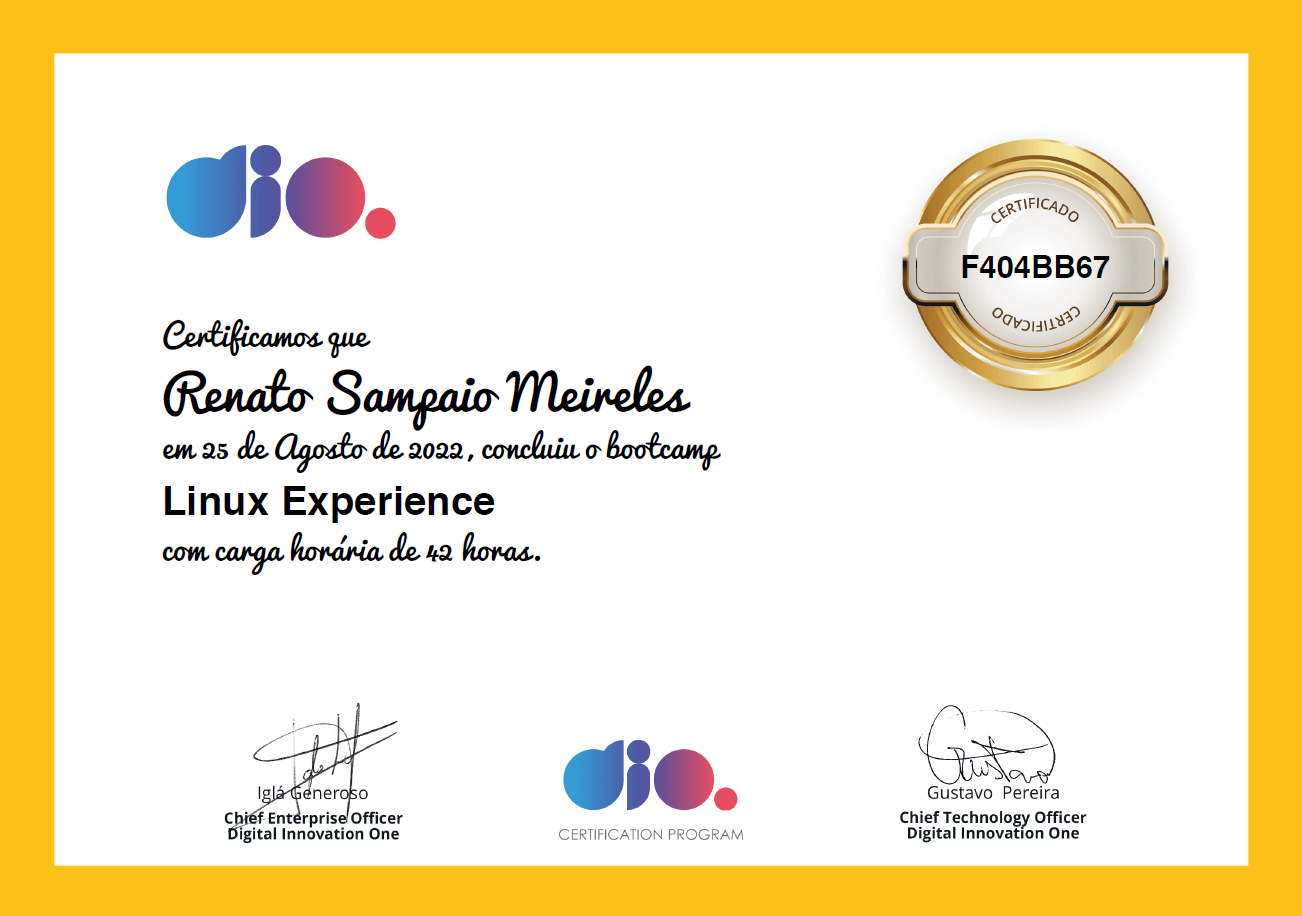 dio.
CERTIFICADO
F404BB67
CERTIFICADO
Certificamos que
Renato Sampaio Meireles
em 25 de Agosto de 2022, concluiu o bootcamp
Linux Experience
com carga horária de 42 horas.
Iglá Generoso
Chief Enterprise Officer
Digital Innovation One
dio.
CERTIFICATION PROGRAM
Gustavo
Gustavo Pereira
Chief Technology Officer
Digital Innovation One